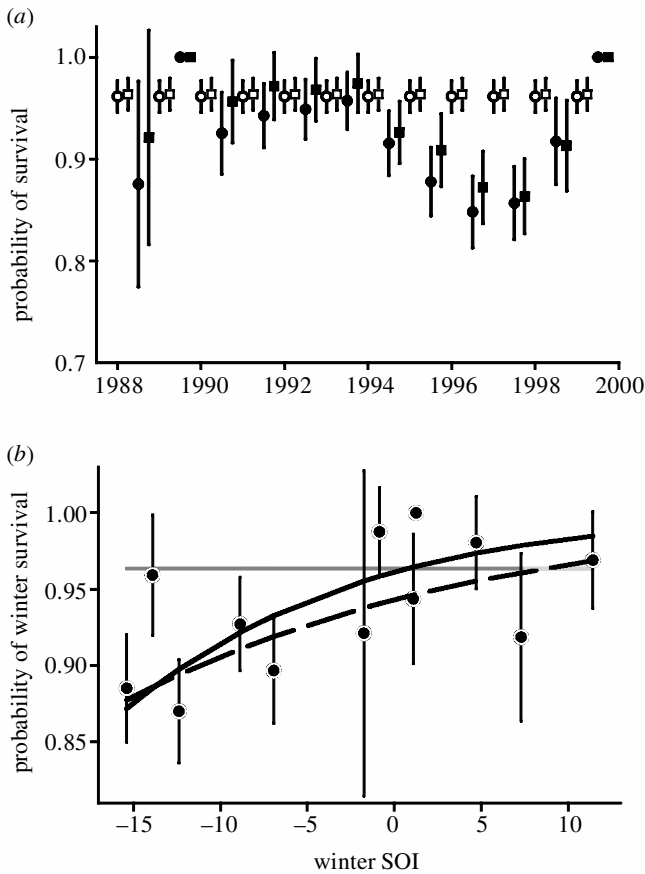 (a)
1.0
0.9
0.8
0.7
probability of survival
1988 1990 1992 1994 1996 1998 2000
(b)
1.00
0.95
0.90
0.85
probability of winter survival
−15 −10 −5 0 5 10
winter SOI